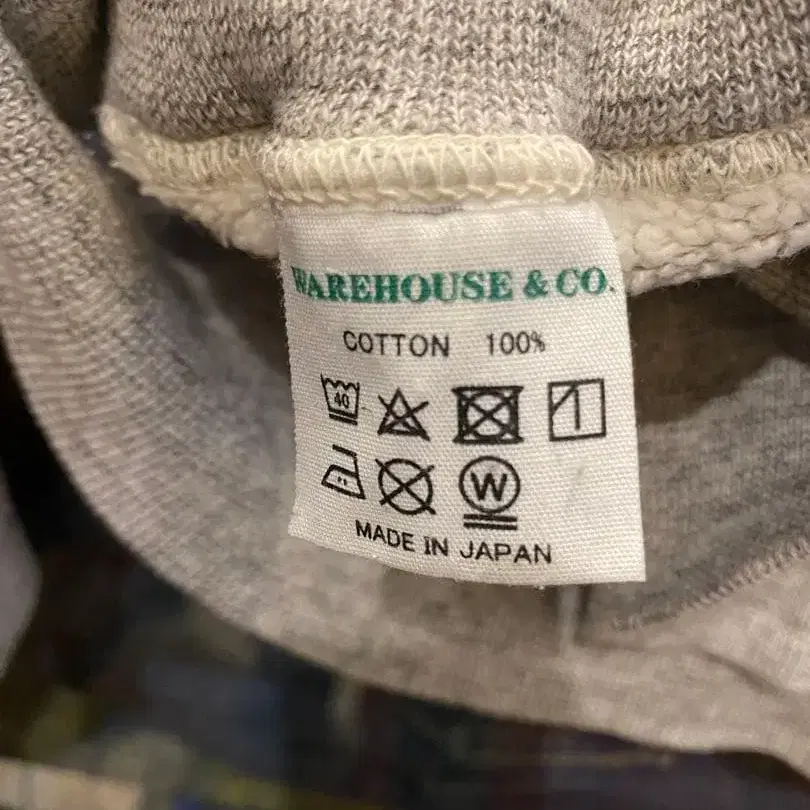 WAREHOUSE & CO.
COTTON 100%
40
W
MADE IN JAPAN